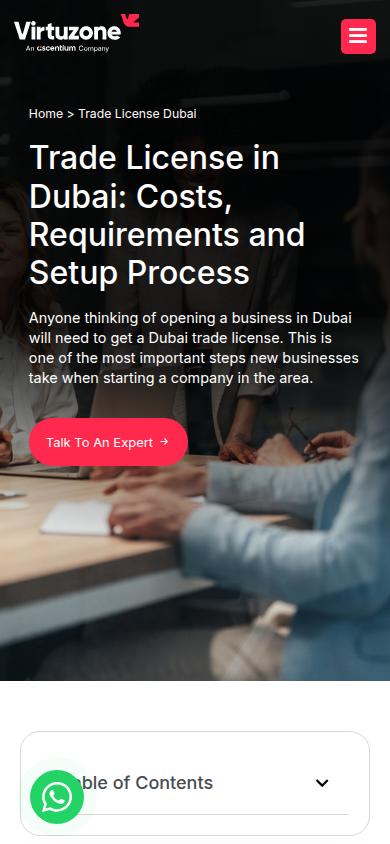 Virtuzone
An ascentium Company
Home > Trade License Dubai
Trade License in
Dubai: Costs,
Requirements and
Setup Process
Anyone thinking of opening a business in Dubai
will need to get a Dubai trade license. This is
one of the most important steps new businesses
take when starting a company in the area.
Talk To An Expert →
able of Contents